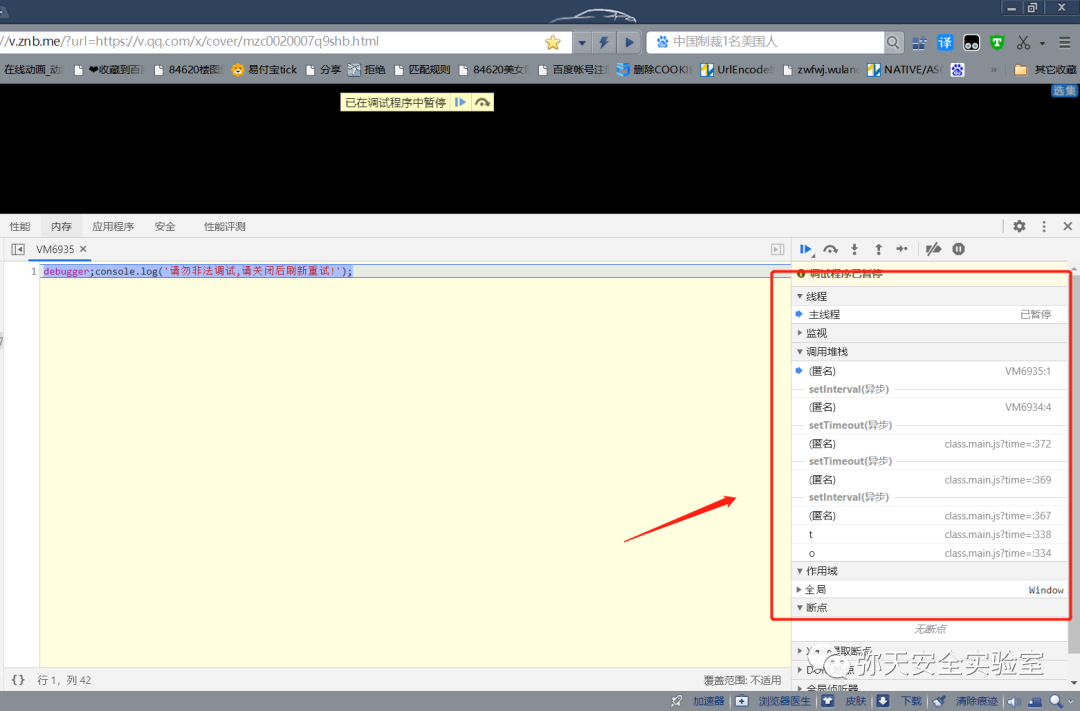 //v.znb.me/?url=https://v.qq.com/x/cover/mzc0020007q9shb.html 中国制裁1名美国人 译
在线动画_动 ❤收藏到百 84620楼图 易付宝tick 分享 拒绝 匹配规则 84620美女 百度帐号注 删除COOKI UrlEncode zwfwj.wulan NATIVE/ASC » 其它收藏
选集
已在调试程序中暂停
性能 内存 应用程序 安全 性能评测
VM6935 ×
1 debugger;console.log('请勿非法调试,请关闭后刷新重试!');
调试程序已暂停
线程
主线程 已暂停
监视
调用堆栈
(匿名) VM6935:1
setInterval(异步)
(匿名) VM6934:4
setTimeout(异步)
(匿名) class.main.js?time=:372
setTimeout(异步)
(匿名) class.main.js?time=:369
setInterval(异步)
(匿名) class.main.js?time=:367
t class.main.js?time=:338
o class.main.js?time=:334
作用域
全局 Window
断点
无断点
弥天安全实验室
全局侦听器
{} 行 1，列 42 覆盖范围: 不适用
加速器 浏览器医生 皮肤 下载 清除痕迹